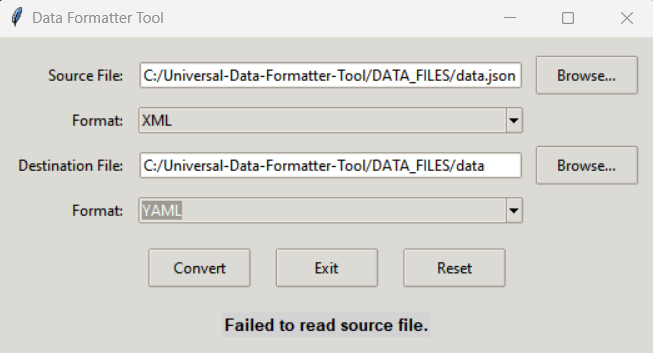 Data Formatter Tool
Source File: C:/Universal-Data-Formatter-Tool/DATA_FILES/data.json Browse...
Format: XML
Destination File: C:/Universal-Data-Formatter-Tool/DATA_FILES/data Browse...
Format: YAML
Convert Exit Reset
Failed to read source file.